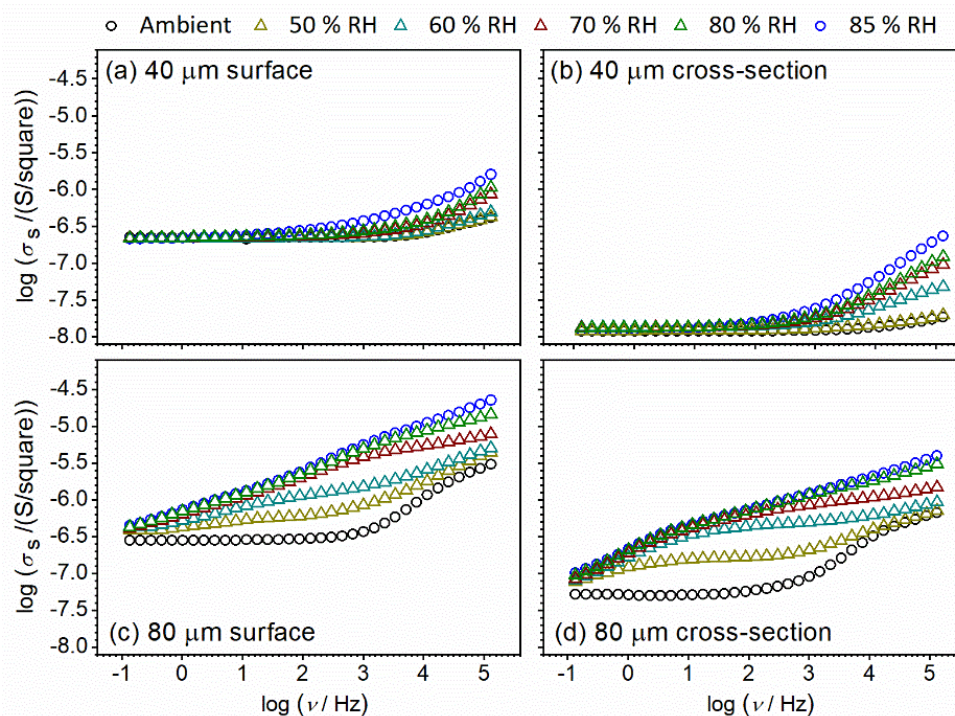 Ambient 50 % RH 60 % RH 70 % RH 80 % RH 85 % RH
(a) 40 μm surface
(b) 40 μm cross-section
-4.5
-5.0
-5.5
-6.0
-6.5
-7.0
-7.5
-8.0
log (σ s /(S/square))
(c) 80 μm surface
(d) 80 μm cross-section
-4.5
-5.0
-5.5
-6.0
-6.5
-7.0
-7.5
-8.0
log (σ s /(S/square))
-1 0 1 2 3 4 5
-1 0 1 2 3 4 5
log (ν / Hz)
log (ν / Hz)